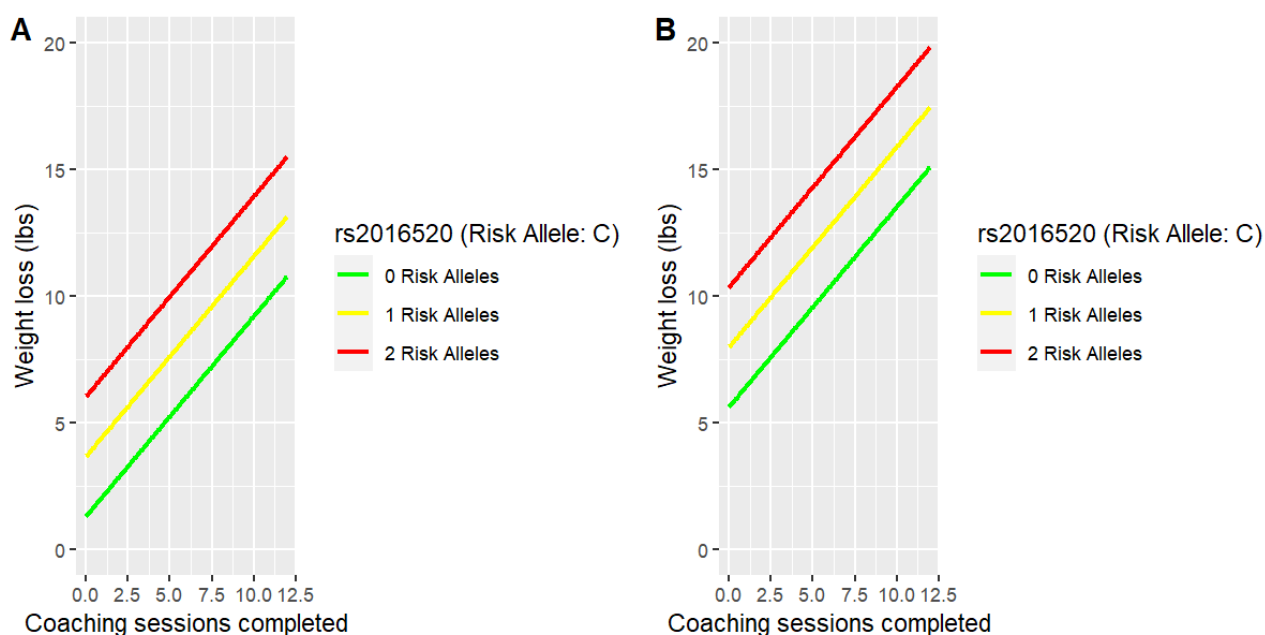 A
20
15
10
5
0
Weight loss (lbs)
0.0 2.5 5.0 7.5 10.0 12.5
Coaching sessions completed
rs2016520 (Risk Allele: C)
0 Risk Alleles
1 Risk Alleles
2 Risk Alleles
B
20
15
10
5
0
Weight loss (lbs)
0.0 2.5 5.0 7.5 10.0 12.5
Coaching sessions completed
rs2016520 (Risk Allele: C)
0 Risk Alleles
1 Risk Alleles
2 Risk Alleles